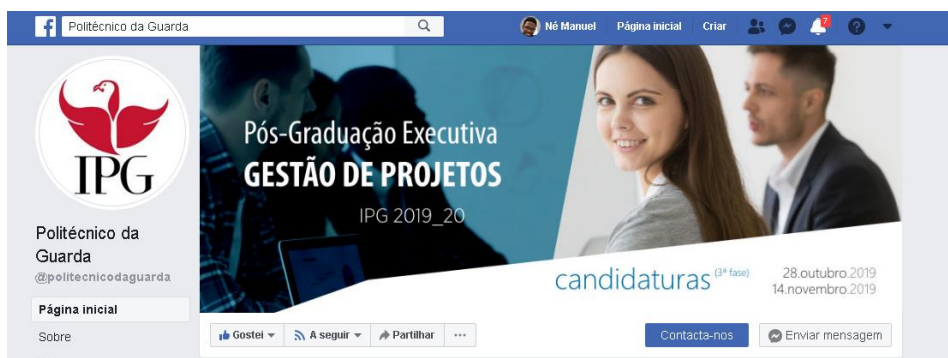 Politécnico da Guarda
Né Manuel Página inicial Criar 7
IPG
Politécnico da
Guarda
@politecnicodaguarda
Página inicial
Sobre
Pós-Graduação Executiva
GESTÃO DE PROJETOS
IPG 2019_20
candidaturas (3ª fase)
28.outubro.2019
14.novembro.2019
Gostei A seguir Partilhar ...
Contacta-nos Enviar mensagem